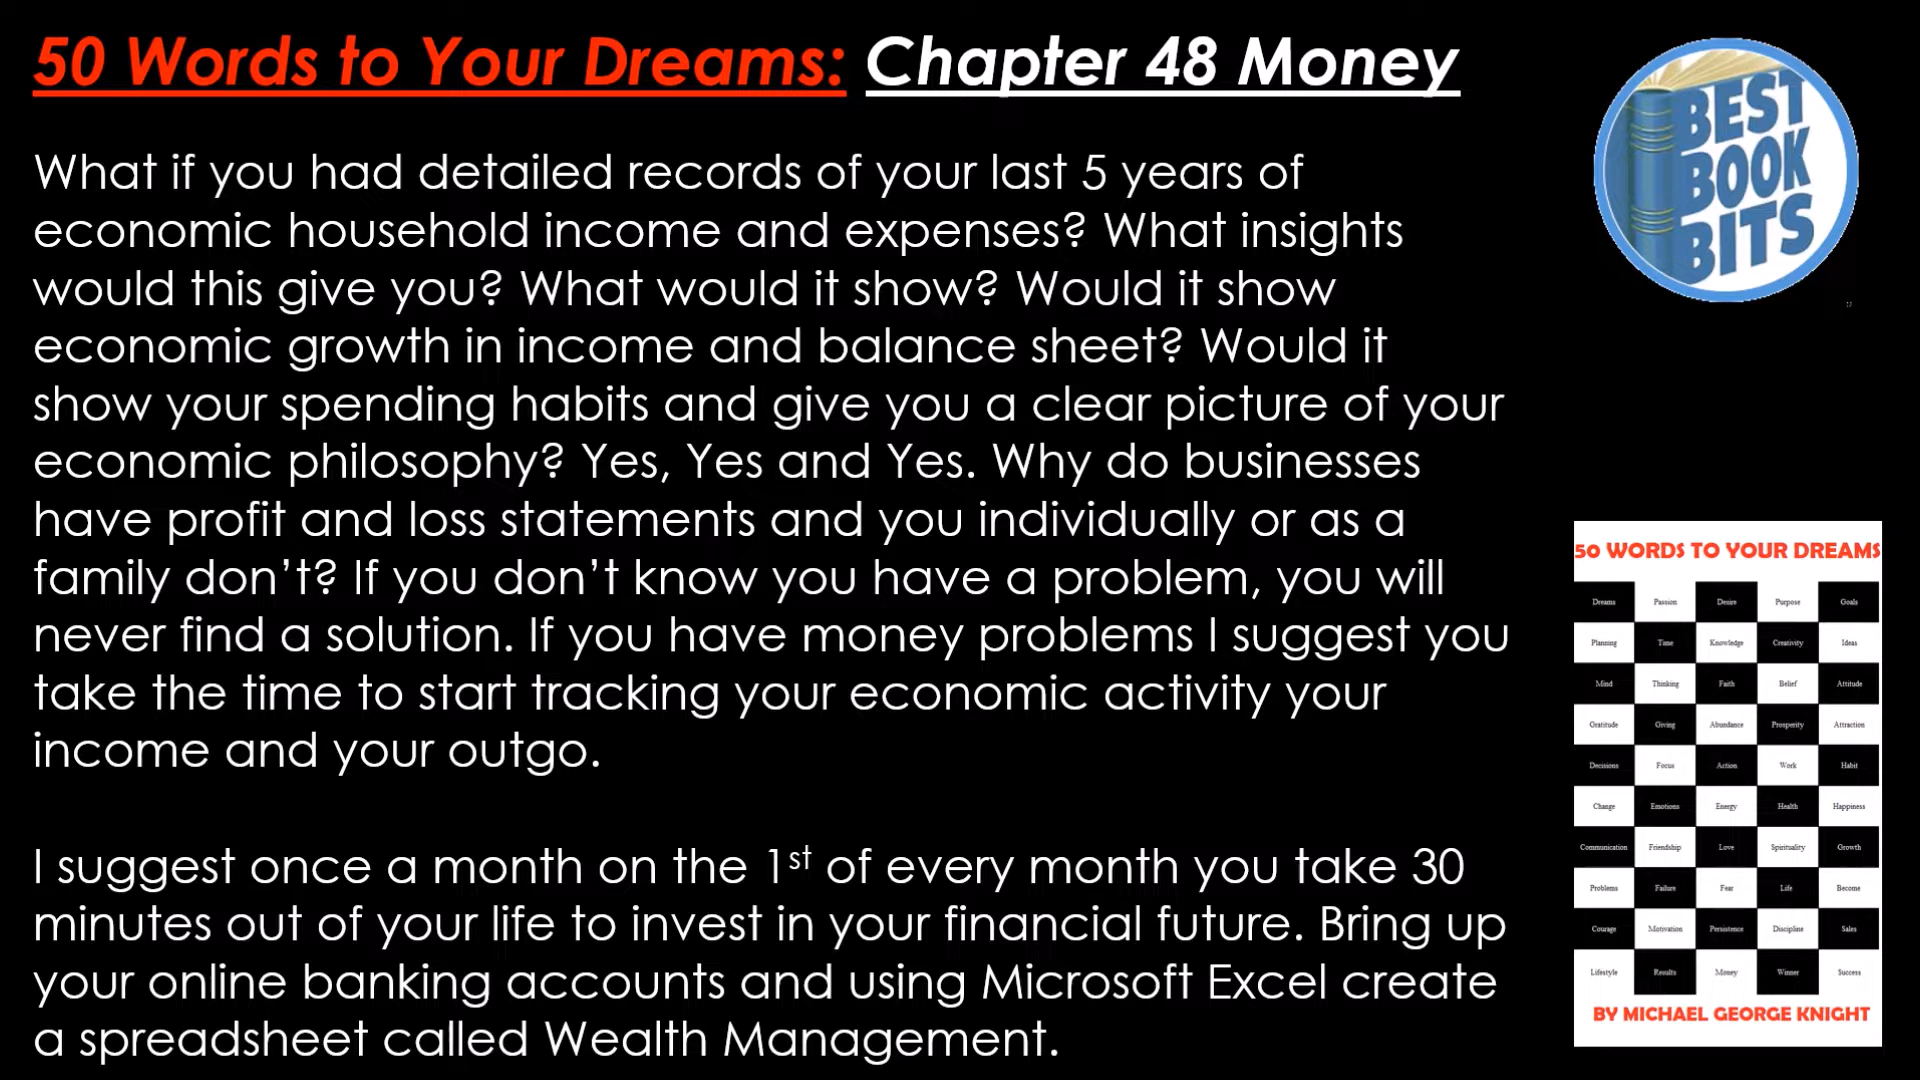 50 Words to Your Dreams: Chapter 48 Money
What if you had detailed records of your last 5 years of
economic household income and expenses? What insights
would this give you? What would it show? Would it show
economic growth in income and balance sheet? Would it
show your spending habits and give you a clear picture of your
economic philosophy? Yes, Yes and Yes. Why do businesses
have profit and loss statements and you individually or as a
family don’t? If you don’t know you have a problem, you will
never find a solution. If you have money problems I suggest you
take the time to start tracking your economic activity your
income and your outgo.
I suggest once a month on the 1st of every month you take 30
minutes out of your life to invest in your financial future. Bring up
your online banking accounts and using Microsoft Excel create
a spreadsheet called Wealth Management.
BEST
BOOK
BITS
50 WORDS TO YOUR DREAMS
Dreams Passion Desire Purpose Goals
Planning Time Knowledge Creativity Ideas
Mind Thinking Faith Belief Attitude
Gratitude Giving Abundance Prosperity Attraction
Decisions Focus Action Work Habit
Change Emotions Energy Health Happiness
Communication Friendship Love Spirituality Growth
Problems Failure Fear Life Become
Courage Motivation Persistence Discipline Sales
Lifestyle Results Money Winner Success
BY MICHAEL GEORGE KNIGHT